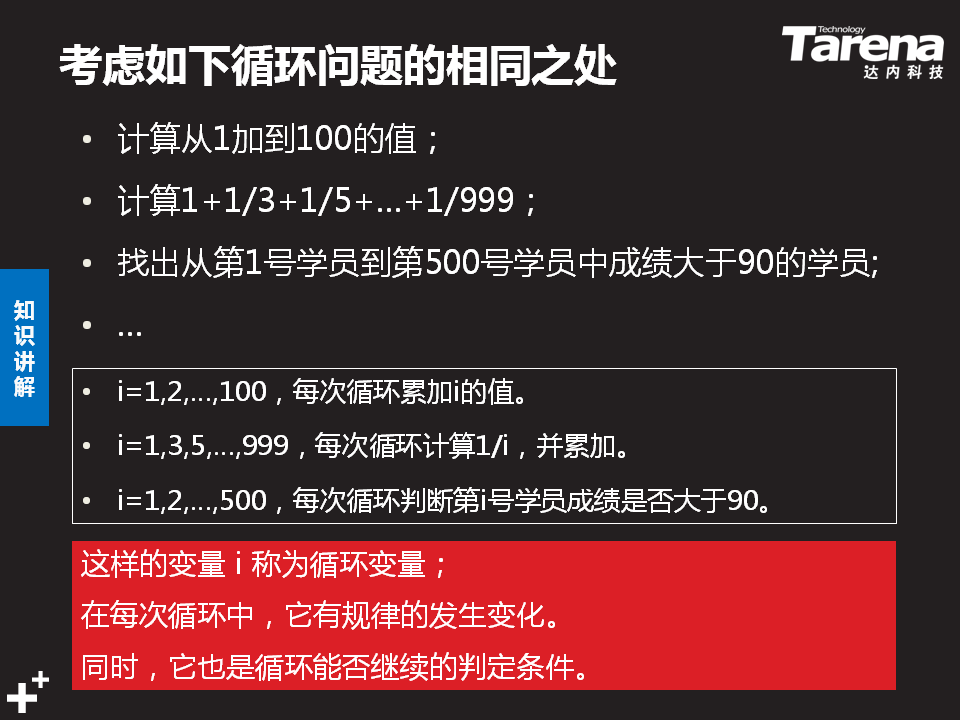 考虑如下循环问题的相同之处
Technology
Tarena
达内科技
• 计算从1加到100的值；
• 计算1+1/3+1/5+…+1/999；
• 找出从第1号学员到第500号学员中成绩大于90的学员;
• …
知识讲解
• i=1,2,…,100，每次循环累加i的值。
• i=1,3,5,…,999，每次循环计算1/i，并累加。
• i=1,2,…,500，每次循环判断第i号学员成绩是否大于90。
这样的变量 i 称为循环变量；
在每次循环中，它有规律的发生变化。
同时，它也是循环能否继续的判定条件。